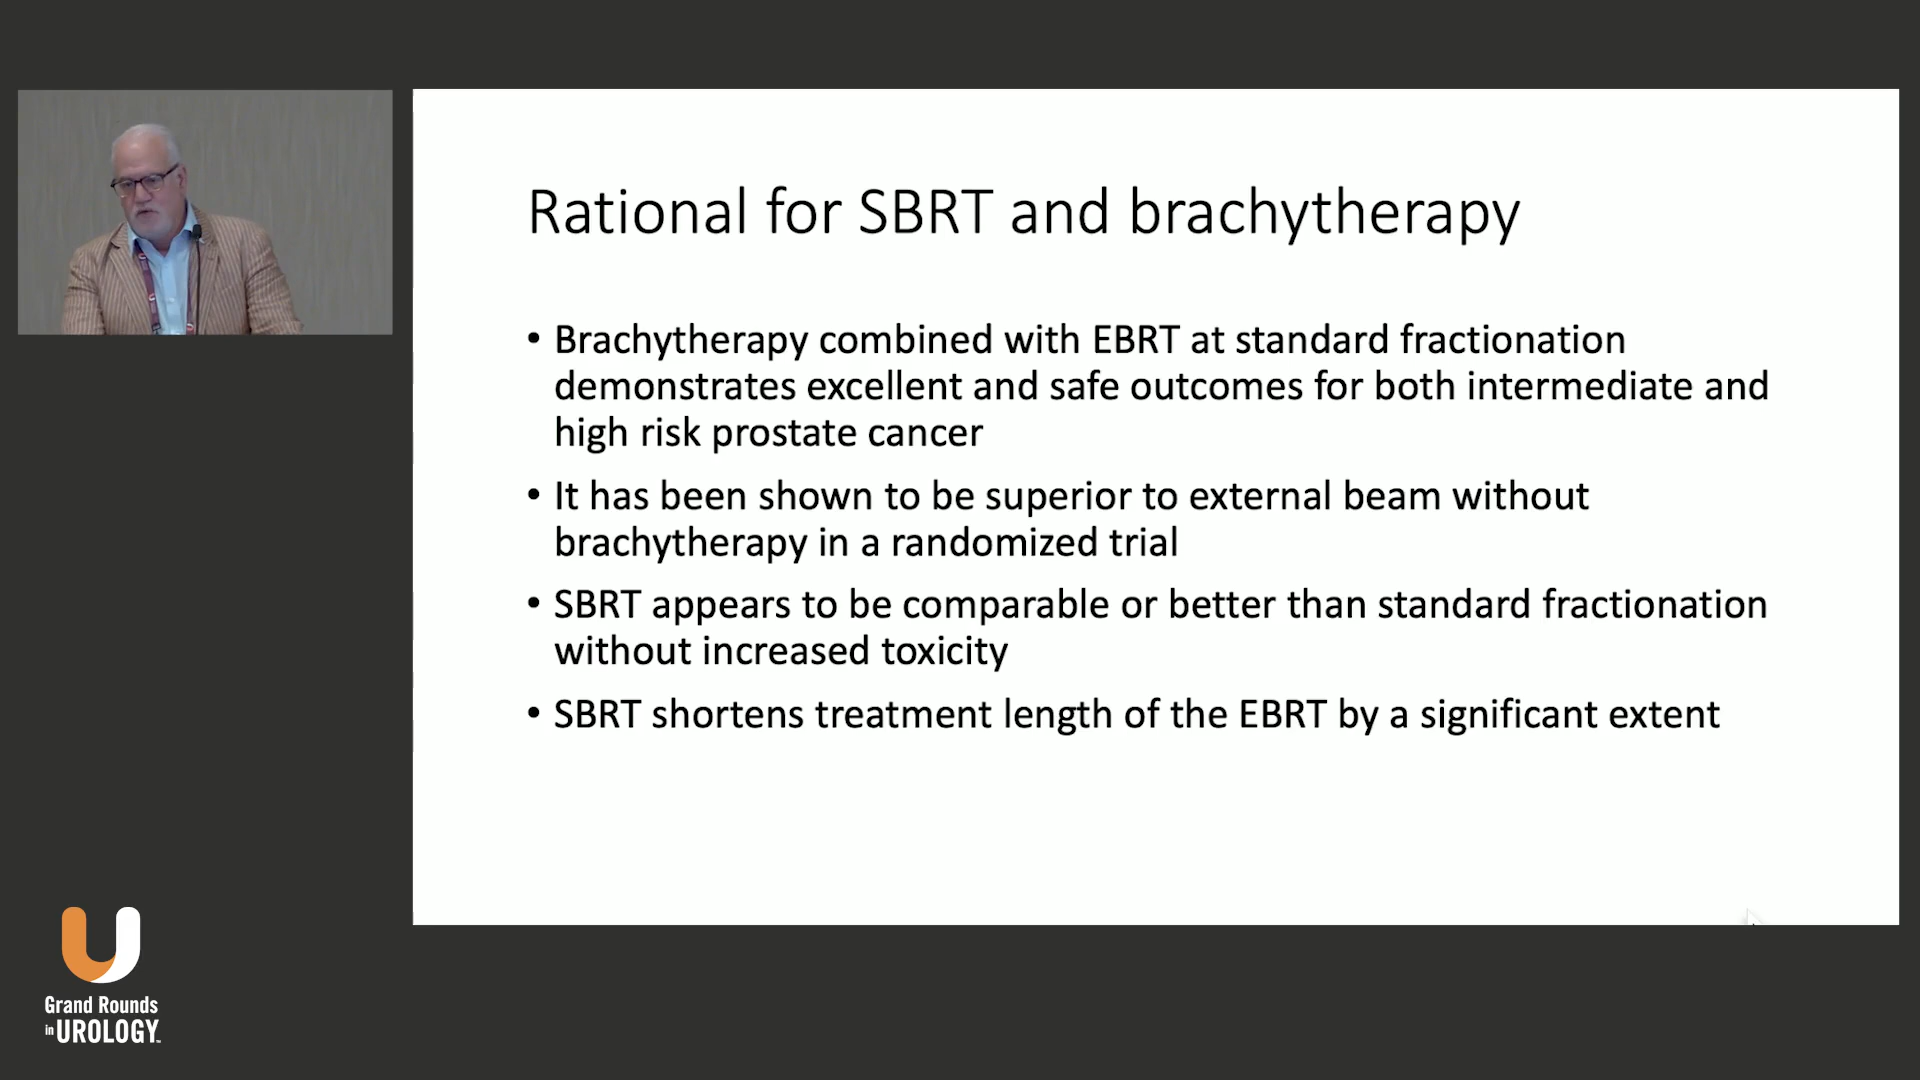 Rational for SBRT and brachytherapy
• Brachytherapy combined with EBRT at standard fractionation
demonstrates excellent and safe outcomes for both intermediate and
high risk prostate cancer
• It has been shown to be superior to external beam without
brachytherapy in a randomized trial
• SBRT appears to be comparable or better than standard fractionation
without increased toxicity
• SBRT shortens treatment length of the EBRT by a significant extent
Grand Rounds
in UROLOGY™